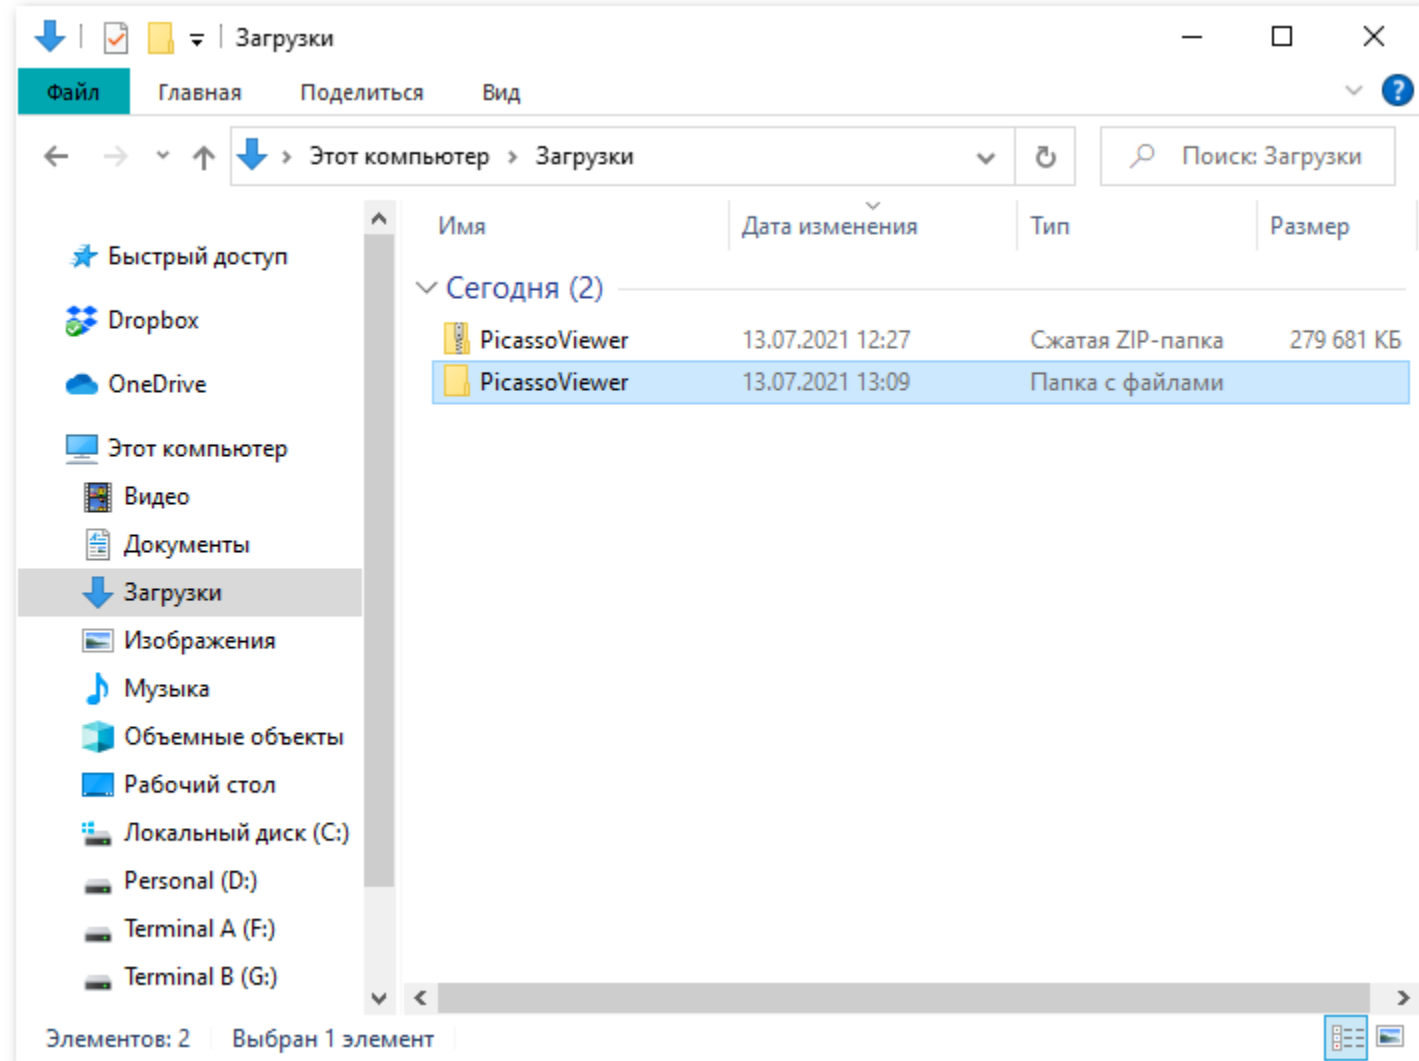 Загрузки
Файл Главная Поделиться Вид ?
Этот компьютер Загрузки Поиск: Загрузки
Имя Дата изменения Тип Размер
Сегодня (2)
PicassoViewer 13.07.2021 12:27 Сжатая ZIP-папка 279 681 КБ
PicassoViewer 13.07.2021 13:09 Папка с файлами
Быстрый доступ
Dropbox
OneDrive
Этот компьютер
Видео
Документы
Загрузки
Изображения
Музыка
Объемные объекты
Рабочий стол
Локальный диск (C:)
Personal (D:)
Terminal A (F:)
Terminal B (G:)
Элементов: 2 Выбран 1 элемент